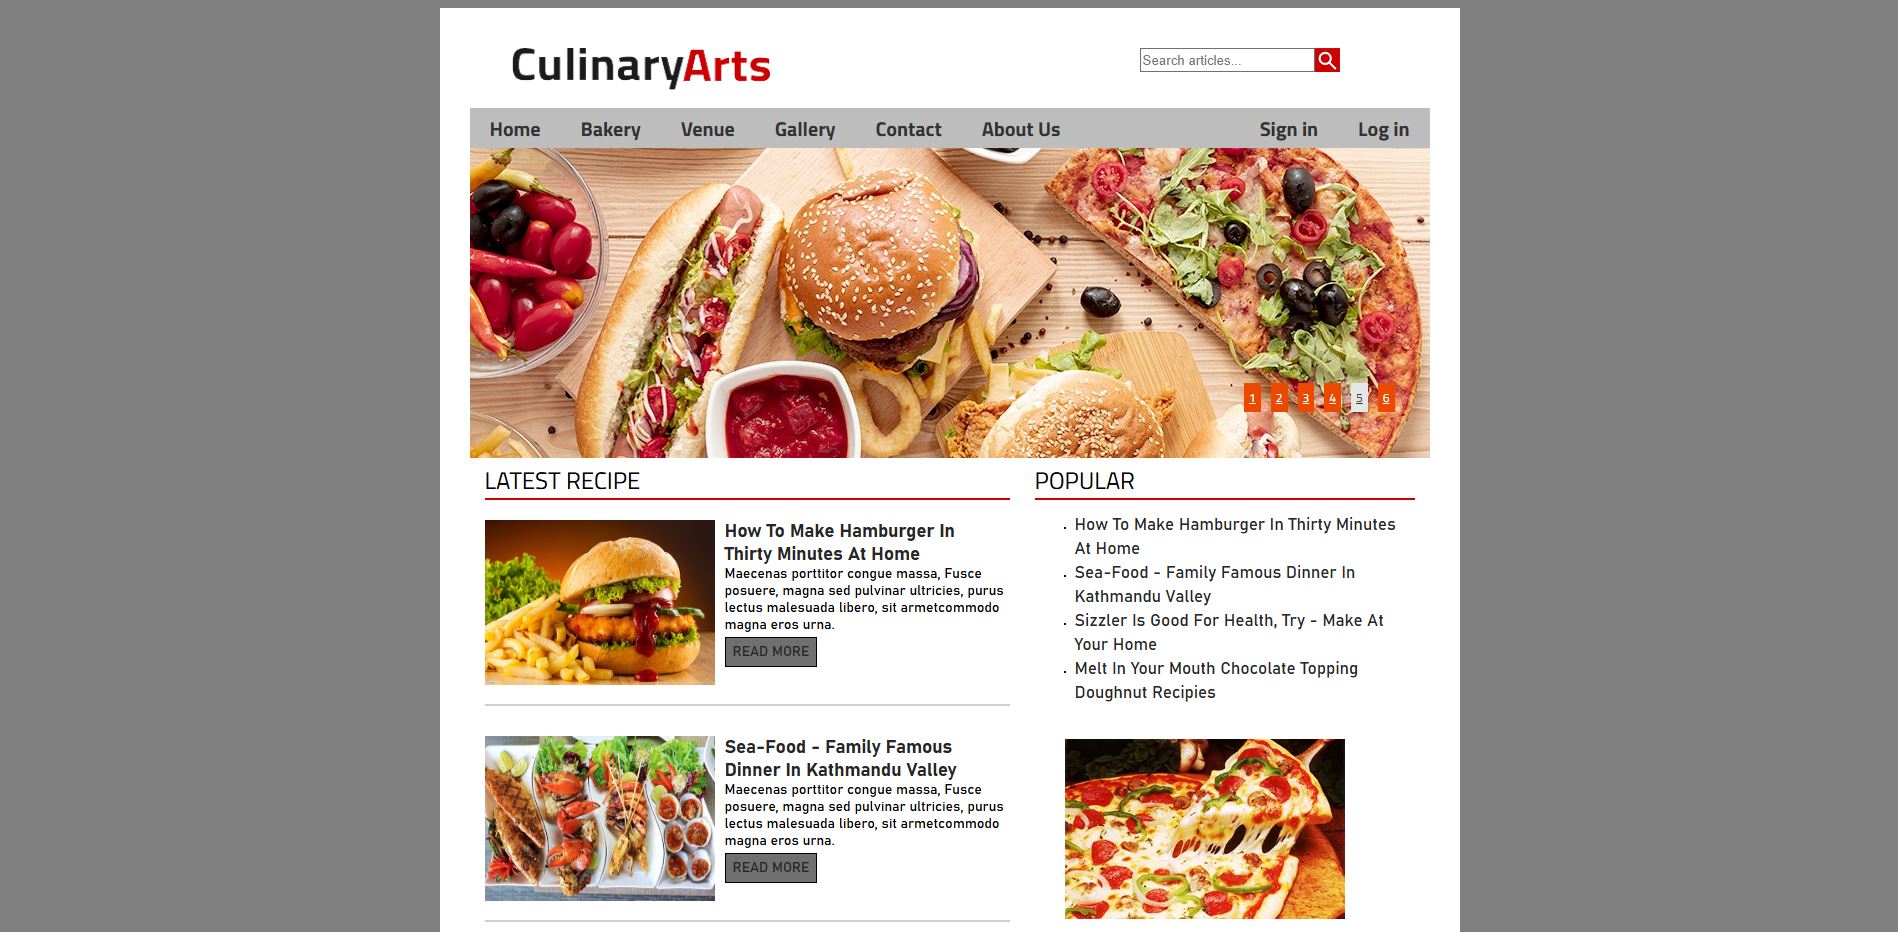 CulinaryArts
Search articles...
Home Bakery Venue Gallery Contact About Us Sign in Log in
1 2 3 4 5 6
LATEST RECIPE
How To Make Hamburger In
Thirty Minutes At Home
Maecenas porttitor congue massa, Fusce
posuere, magna sed pulvinar ultricies, purus
lectus malesuada libero, sit armetcommodo
magna eros urna.
READ MORE
Sea-Food - Family Famous
Dinner In Kathmandu Valley
Maecenas porttitor congue massa, Fusce
posuere, magna sed pulvinar ultricies, purus
lectus malesuada libero, sit armetcommodo
magna eros urna.
READ MORE
POPULAR
How To Make Hamburger In Thirty Minutes
At Home
Sea-Food - Family Famous Dinner In
Kathmandu Valley
Sizzler Is Good For Health, Try - Make At
Your Home
Melt In Your Mouth Chocolate Topping
Doughnut Recipies